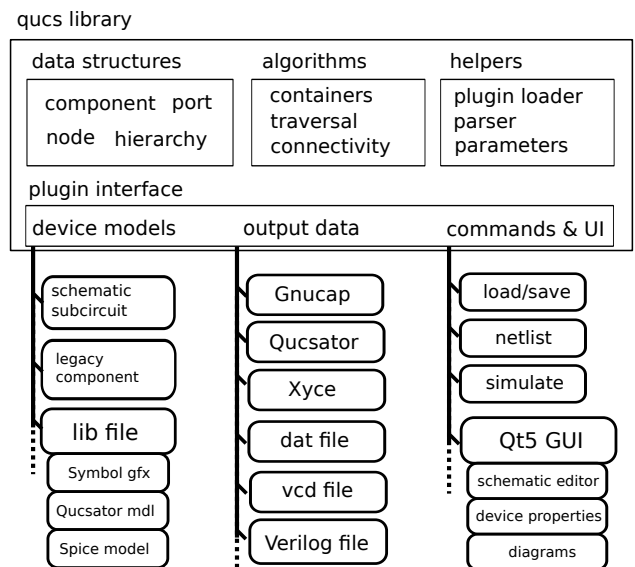 qucs library
data structures
component port
node hierarchy
algorithms
containers
traversal
connectivity
helpers
plugin loader
parser
parameters
plugin interface
device models
output data
commands & UI
schematic
subcircuit
legacy
component
lib file
Symbol gfx
Qucsator mdl
Spice model
Gnucap
Qucsator
Xyce
dat file
vcd file
Verilog file
load/save
netlist
simulate
Qt5 GUI
schematic editor
device properties
diagrams